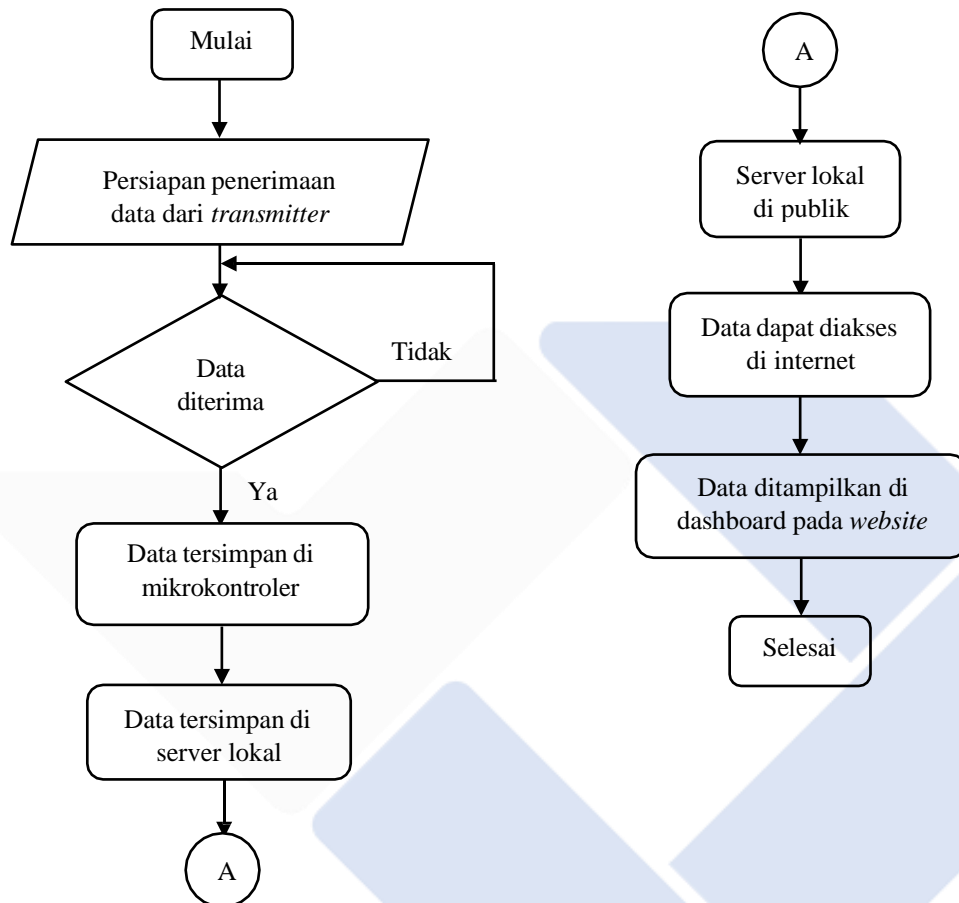 Mulai
Persiapan penerimaan
data dari transmitter
Data
diterima
Tidak
Ya
Data tersimpan di
mikrokontroler
Data tersimpan di
server lokal
A
A
Server lokal
di publik
Data dapat diakses
di internet
Data ditampilkan di
dashboard pada website
Selesai